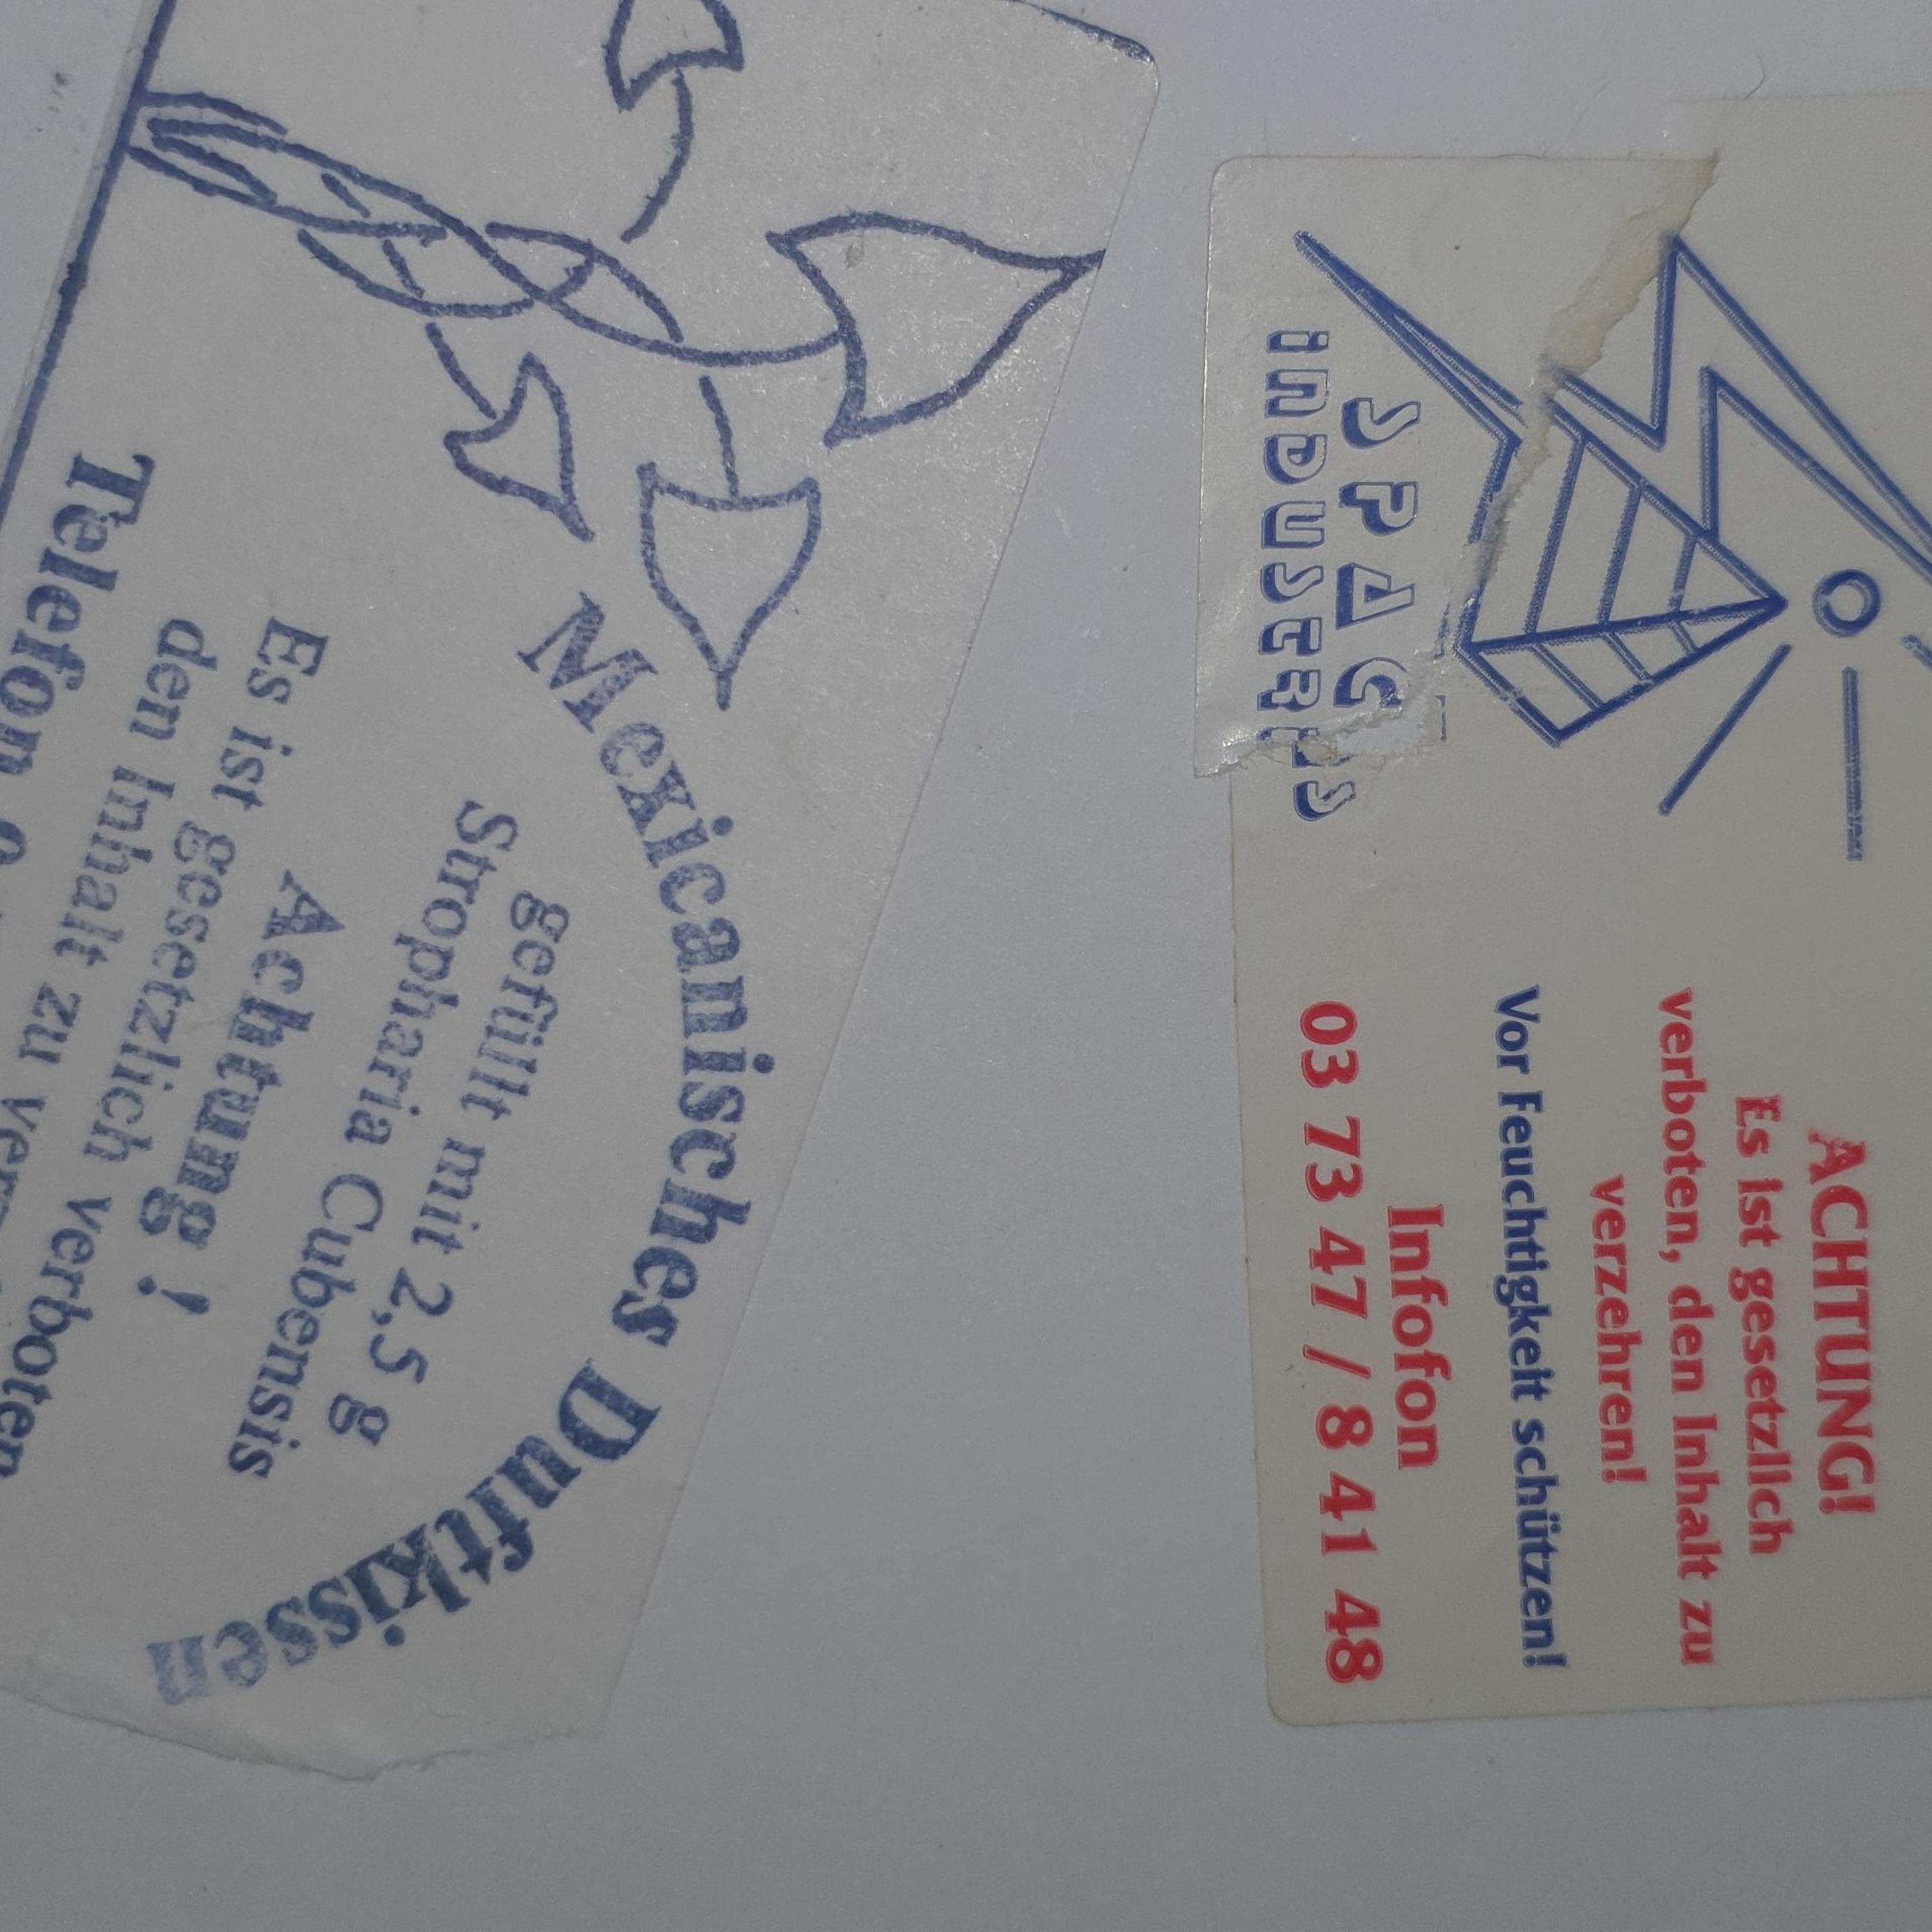 Mexicanisches Duftkissen
gefüllt mit 2,5 g
Stropharia Cubensis
Achtung !
Es ist gesetzlich verboten
den Inhalt zu
Telefon
SPACE
INDUSTRIES
ACHTUNG!
Es ist gesetzlich
verboten, den Inhalt zu
verzehren!
Vor Feuchtigkeit schützen!
Infofon
03 73 47 / 8 41 48